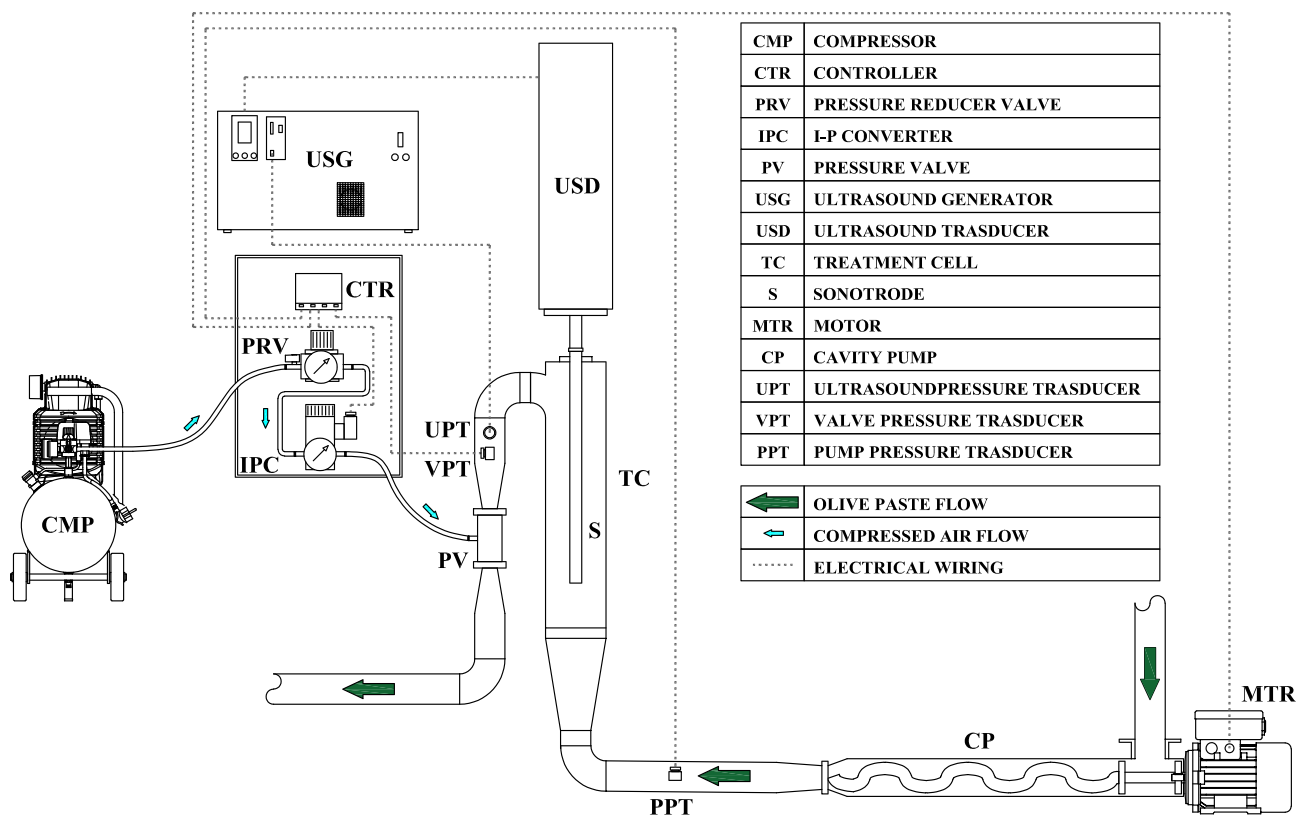 USG
USD
CTR
PRV
IPC
UPT
VPT
TC
CMP
PV
S
CP
MTR
PPT
CMP COMPRESSOR
CTR CONTROLLER
PRV PRESSURE REDUCER VALVE
IPC I-P CONVERTER
PV PRESSURE VALVE
USG ULTRASOUND GENERATOR
USD ULTRASOUND TRASDUCER
TC TREATMENT CELL
S SONOTRODE
MTR MOTOR
CP CAVITY PUMP
UPT ULTRASOUNDPRESSURE TRASDUCER
VPT VALVE PRESSURE TRASDUCER
PPT PUMP PRESSURE TRASDUCER
OLIVE PASTE FLOW
COMPRESSED AIR FLOW
ELECTRICAL WIRING